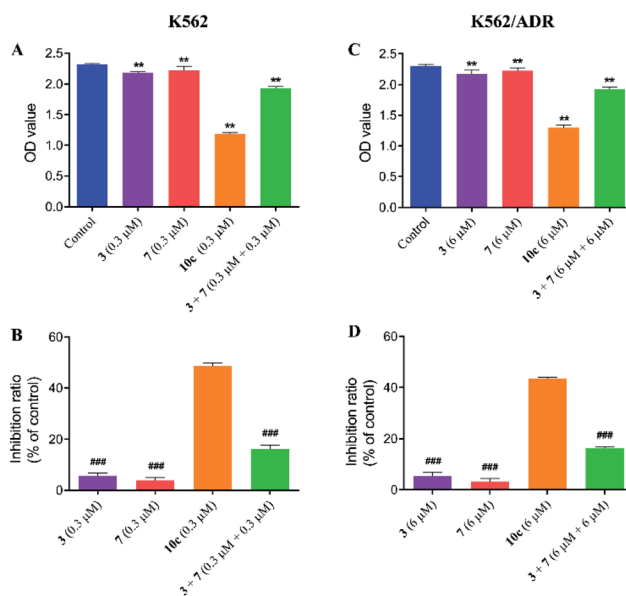 K562
K562/ADR
A
OD value
2.5
2.0
1.5
1.0
0.5
0.0
**
**
**
**
Control
3 (0.3 µM)
7 (0.3 µM)
10c (0.3 µM)
3 + 7 (0.3 µM + 0.3 µM)
C
OD value
2.5
2.0
1.5
1.0
0.5
0.0
**
**
**
**
Control
3 (6 µM)
7 (6 µM)
10c (6 µM)
3 + 7 (6 µM + 6 µM)
B
Inhibition ratio
(% of control)
60
40
20
0
###
###
###
3 (0.3 µM)
7 (0.3 µM)
10c (0.3 µM)
3 + 7 (0.3 µM + 0.3 µM)
D
Inhibition ratio
(% of control)
60
40
20
0
###
###
###
3 (6 µM)
7 (6 µM)
10c (6 µM)
3 + 7 (6 µM + 6 µM)